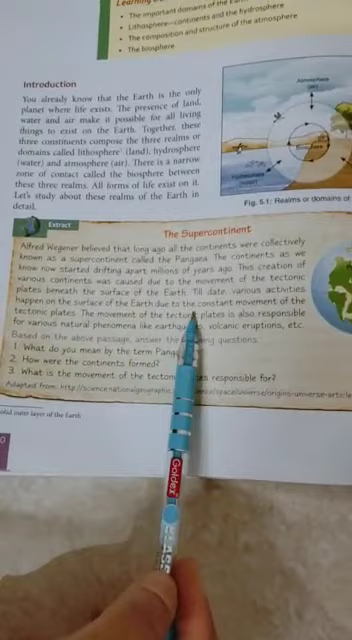 Learning
• The important domains of the Earth
• Lithosphere—continents and the hydrosphere
• The composition and structure of the atmosphere
• The biosphere
Introduction
You already know that the Earth is the only
planet where life exists. The presence of land,
water and air make it possible for all living
things to exist on the Earth. Together, these
three constituents compose the three realms or
domains called lithosphere* (land), hydrosphere
(water) and atmosphere (air). There is a narrow
zone of contact called the biosphere between
these three realms. All forms of life exist on it.
Let's study about these realms of the Earth in
detail.
Atmosphere
(air)
Hydrosphere
(water)
Fig. 5.1: Realms or domains of
Extract
The Supercontinent
Alfred Wegener believed that long ago all the continents were collectively
known as a supercontinent called the Pangaea. The continents as we
know now started drifting apart millions of years ago. This creation of
various continents was caused due to the movement of the tectonic
plates beneath the surface of the Earth. Till date, various activities
happen on the surface of the Earth due to the constant movement of the
tectonic plates. The movement of the tectonic plates is also responsible
for various natural phenomena like earthquakes, volcanic eruptions, etc.
Based on the above passage, answer the questions.
1. What do you mean by the term
2. How were the continents formed?
3. What is the movement of the responsible for?
Adapted from: http://science.nationalgeographic
solid outer layer of the Earth
Goldex